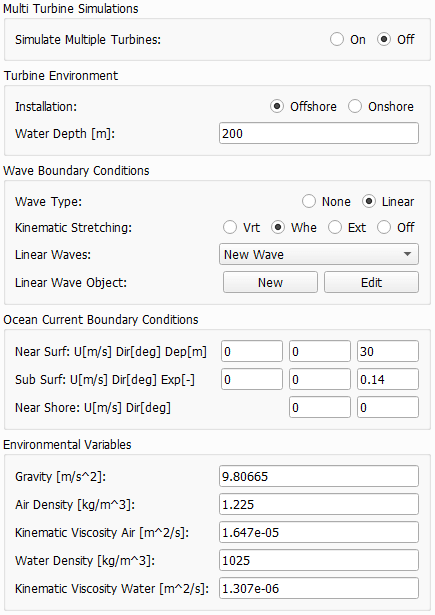 Multi Turbine Simulations
Simulate Multiple Turbines: On Off
Turbine Environment
Installation: Offshore Onshore
Water Depth [m]: 200
Wave Boundary Conditions
Wave Type: None Linear
Kinematic Stretching: Vrt Whe Ext Off
Linear Waves: New Wave
Linear Wave Object: New Edit
Ocean Current Boundary Conditions
Near Surf: U[m/s] Dir[deg] Dep[m] 0 0 30
Sub Surf: U[m/s] Dir[deg] Exp[-] 0 0 0.14
Near Shore: U[m/s] Dir[deg] 0 0
Environmental Variables
Gravity [m/s^2]: 9.80665
Air Density [kg/m^3]: 1.225
Kinematic Viscosity Air [m^2/s]: 1.647e-05
Water Density [kg/m^3]: 1025
Kinematic Viscosity Water [m^2/s]: 1.307e-06